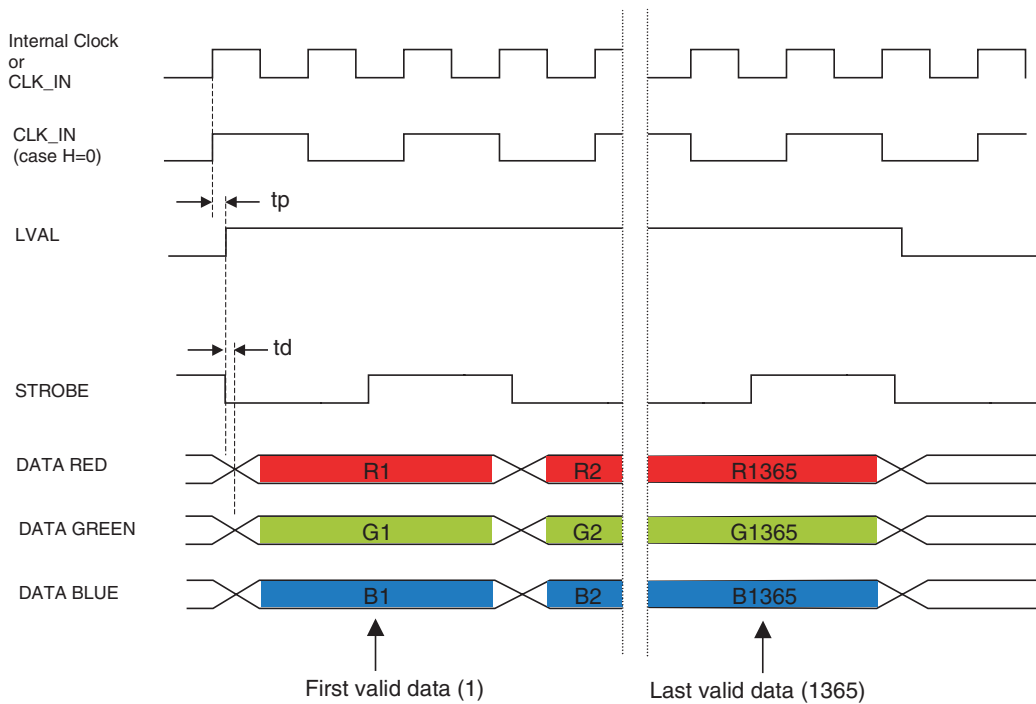 Internal Clock
or
CLK_IN
CLK_IN
(case H=0)
tp
LVAL
td
STROBE
DATA RED
R1
R2
R1365
DATA GREEN
G1
G2
G1365
DATA BLUE
B1
B2
B1365
First valid data (1)
Last valid data (1365)